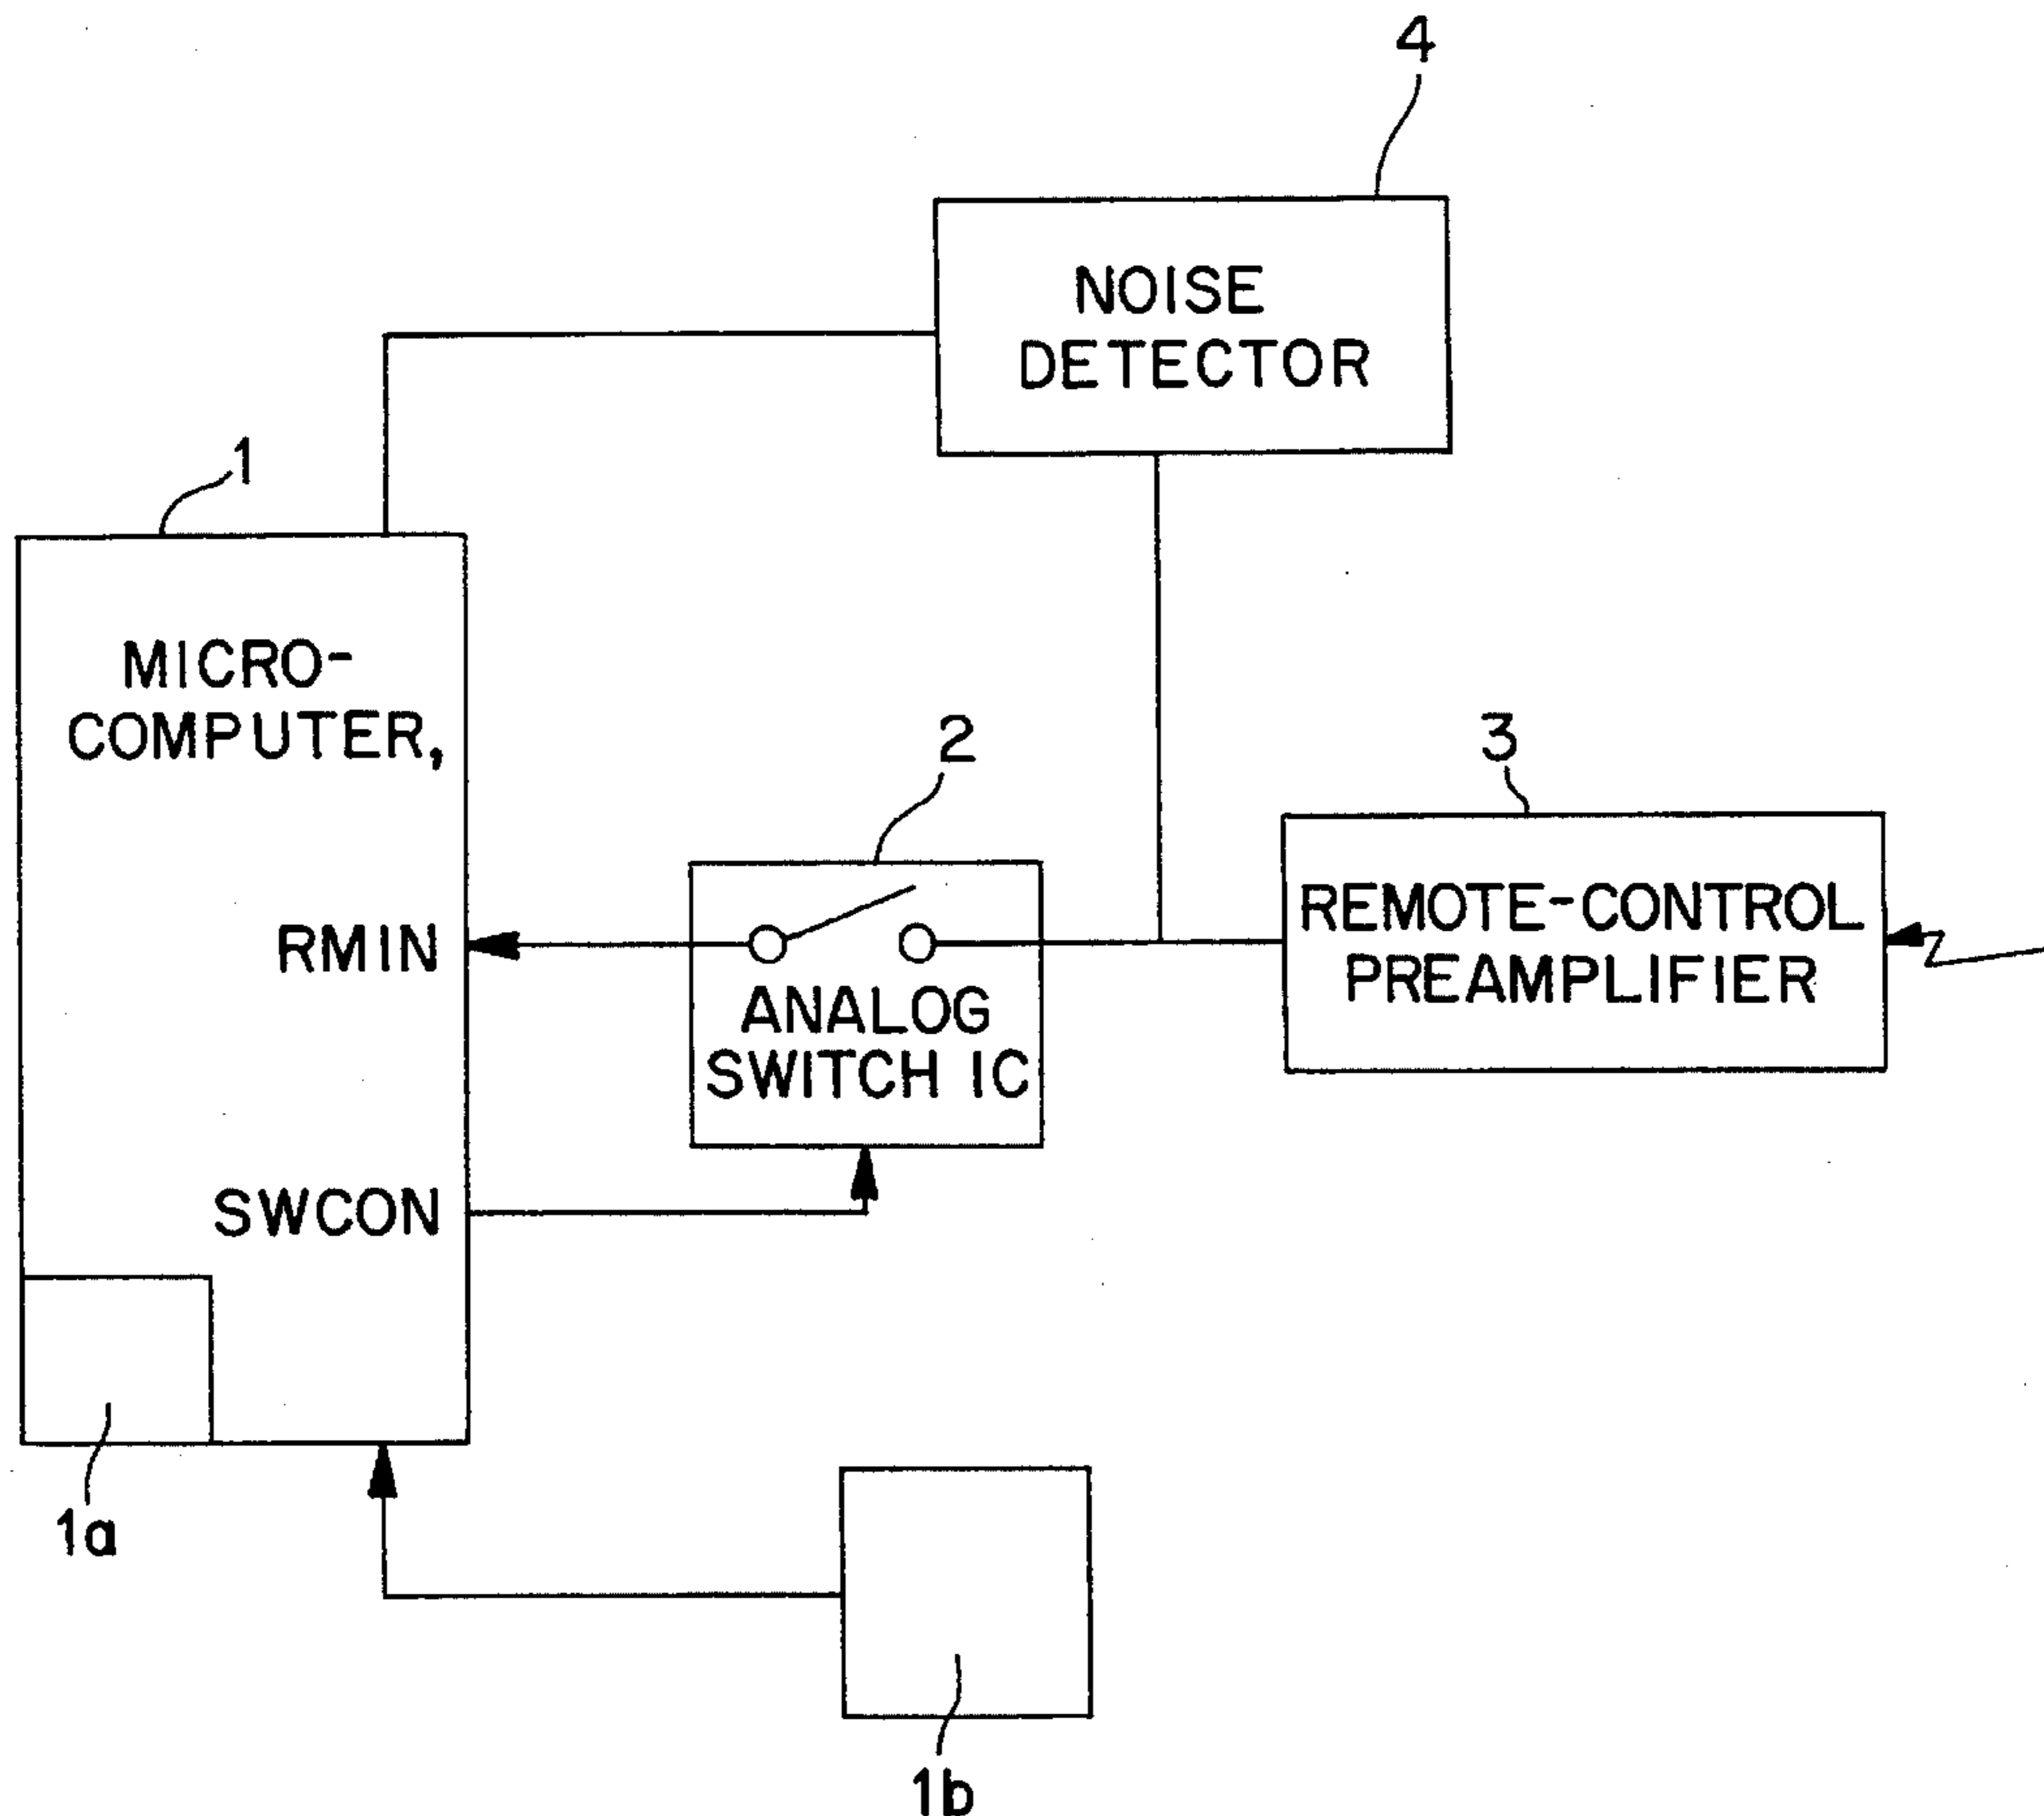 4
NOISE
DETECTOR
1
MICRO-
COMPUTER,
2
3
RMIN
REMOTE-CONTROL
PREAMPLIFIER
ANALOG
SWITCH IC
SWCON
1a
1b